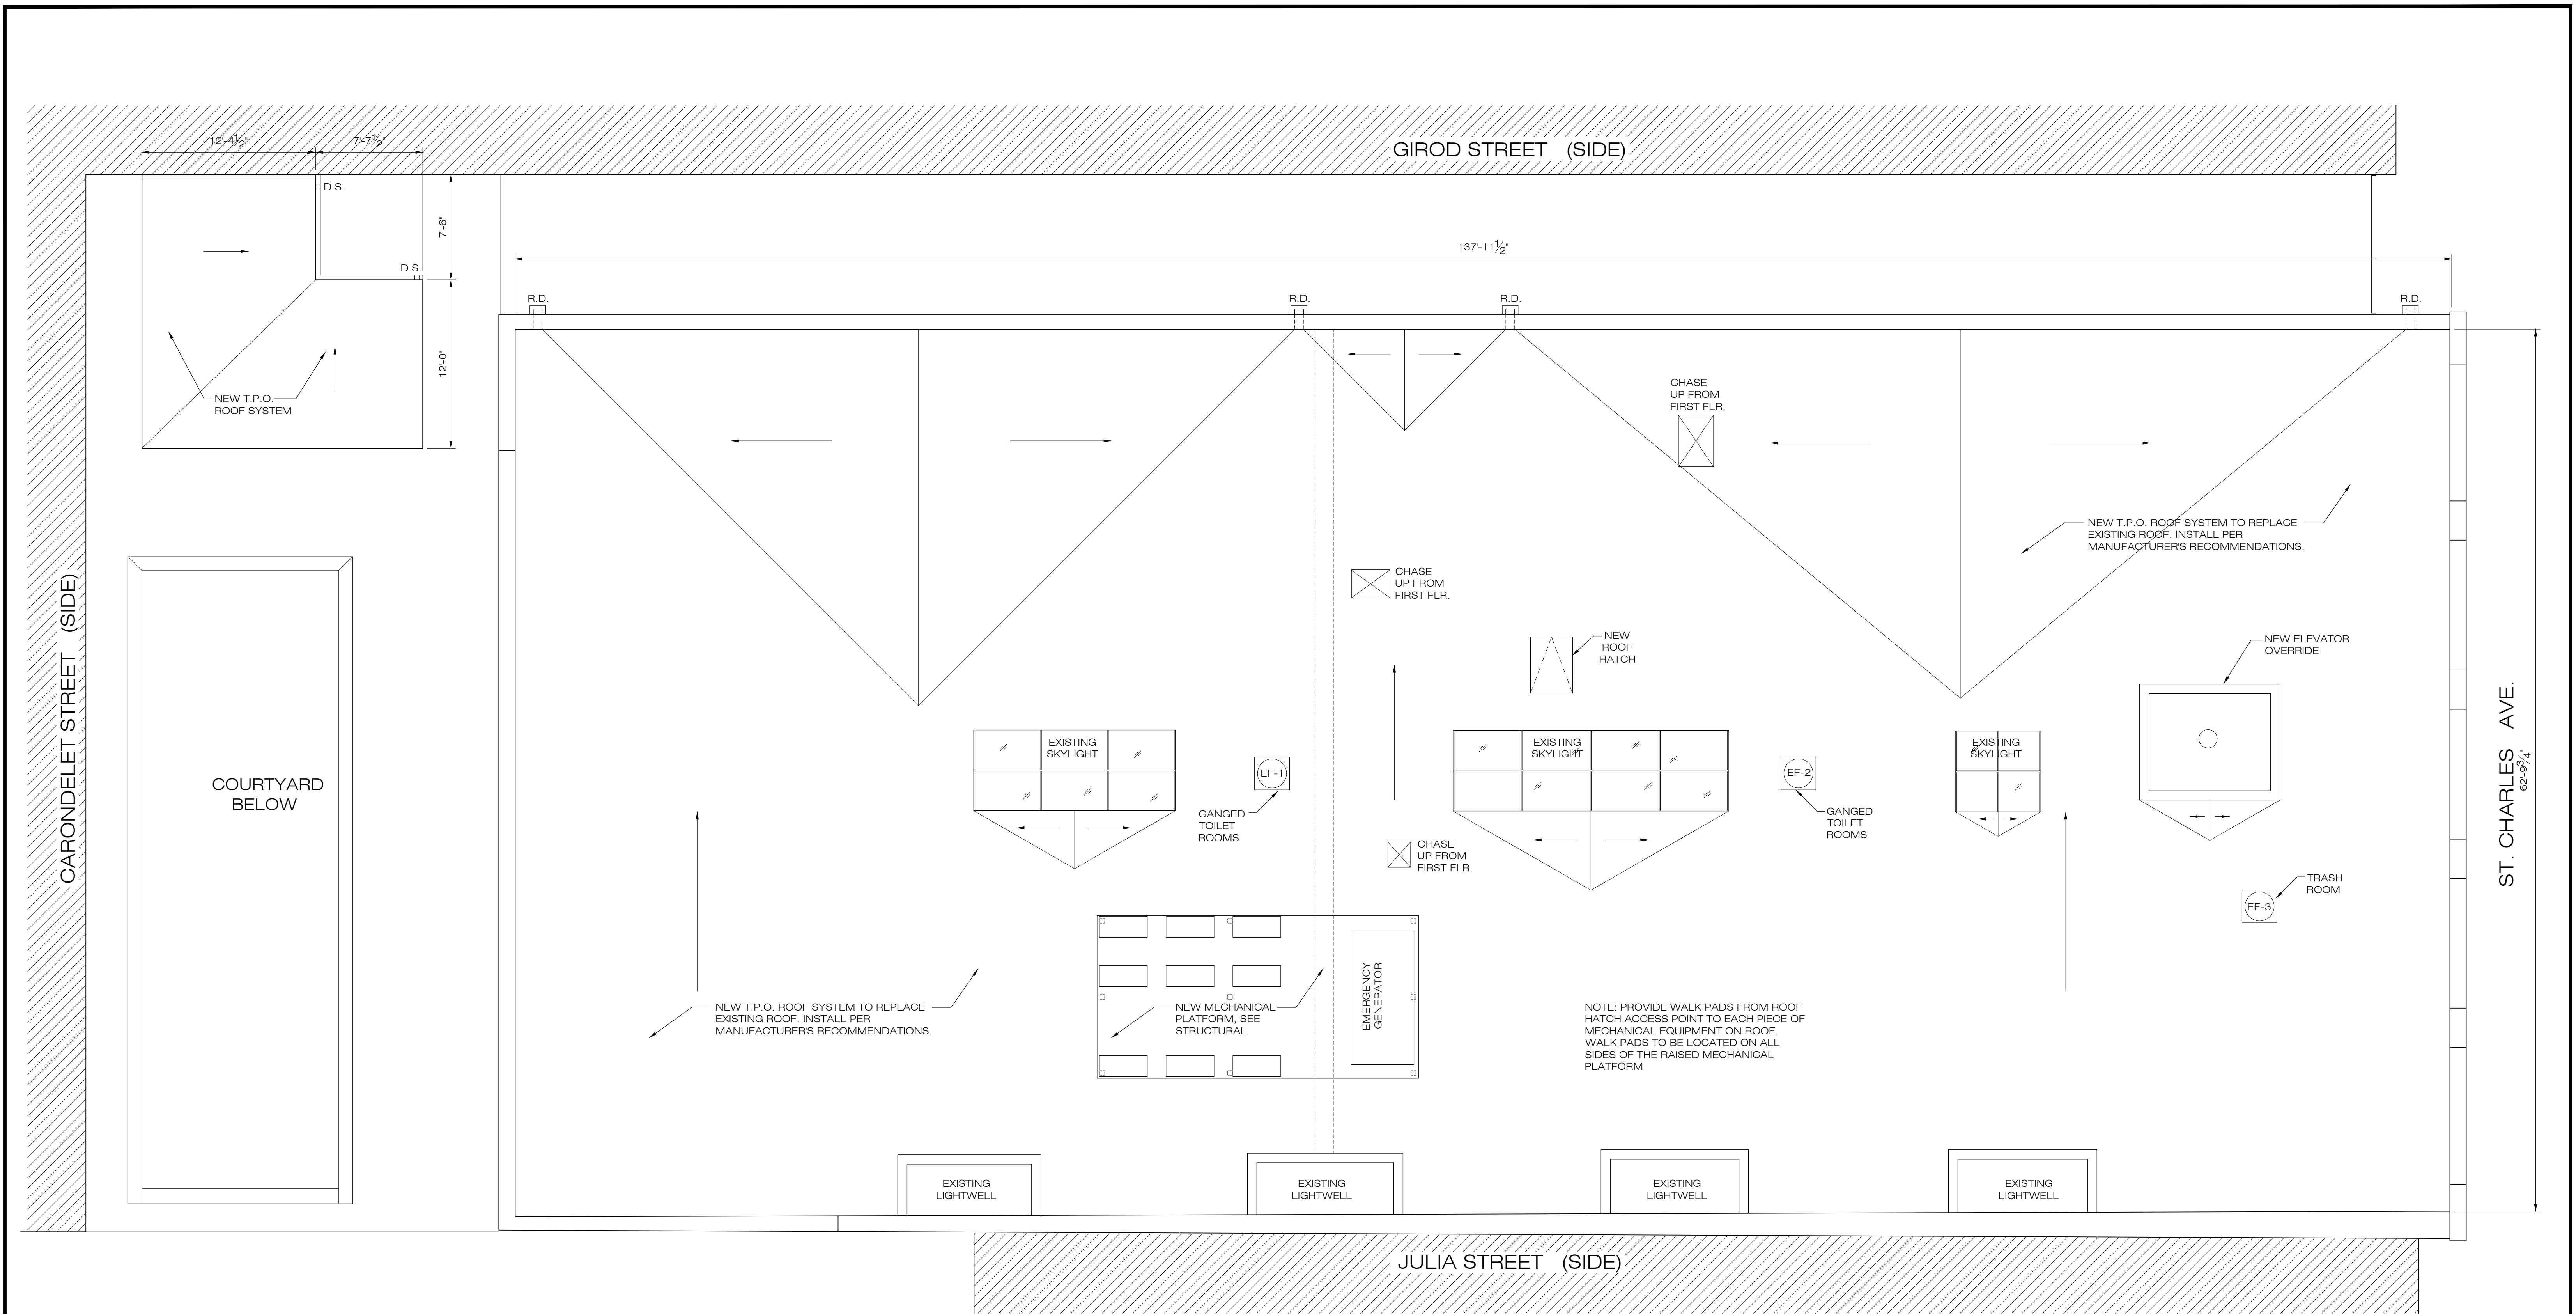 GIROD STREET (SIDE)
12'-4½"
7'-7½"
D.S.
7'-6"
D.S.
12'-0"
NEW T.P.O.
ROOF SYSTEM
137'-11½"
R.D.
R.D.
R.D.
R.D.
CHASE
UP FROM
FIRST FLR.
NEW T.P.O. ROOF SYSTEM TO REPLACE
EXISTING ROOF. INSTALL PER
MANUFACTURER'S RECOMMENDATIONS.
CHASE
UP FROM
FIRST FLR.
NEW
ROOF
HATCH
NEW ELEVATOR
OVERRIDE
CARONDELET STREET (SIDE)
COURTYARD
BELOW
EXISTING
SKYLIGHT
EF-1
GANGED
TOILET
ROOMS
EXISTING
SKYLIGHT
EF-2
GANGED
TOILET
ROOMS
EXISTING
SKYLIGHT
ST. CHARLES AVE.
62'-9¾"
CHASE
UP FROM
FIRST FLR.
TRASH
ROOM
EF-3
NEW T.P.O. ROOF SYSTEM TO REPLACE
EXISTING ROOF. INSTALL PER
MANUFACTURER'S RECOMMENDATIONS.
NEW MECHANICAL
PLATFORM, SEE
STRUCTURAL
EMERGENCY
GENERATOR
NOTE: PROVIDE WALK PADS FROM ROOF
HATCH ACCESS POINT TO EACH PIECE OF
MECHANICAL EQUIPMENT ON ROOF.
WALK PADS TO BE LOCATED ON ALL
SIDES OF THE RAISED MECHANICAL
PLATFORM
EXISTING
LIGHTWELL
EXISTING
LIGHTWELL
EXISTING
LIGHTWELL
EXISTING
LIGHTWELL
JULIA STREET (SIDE)